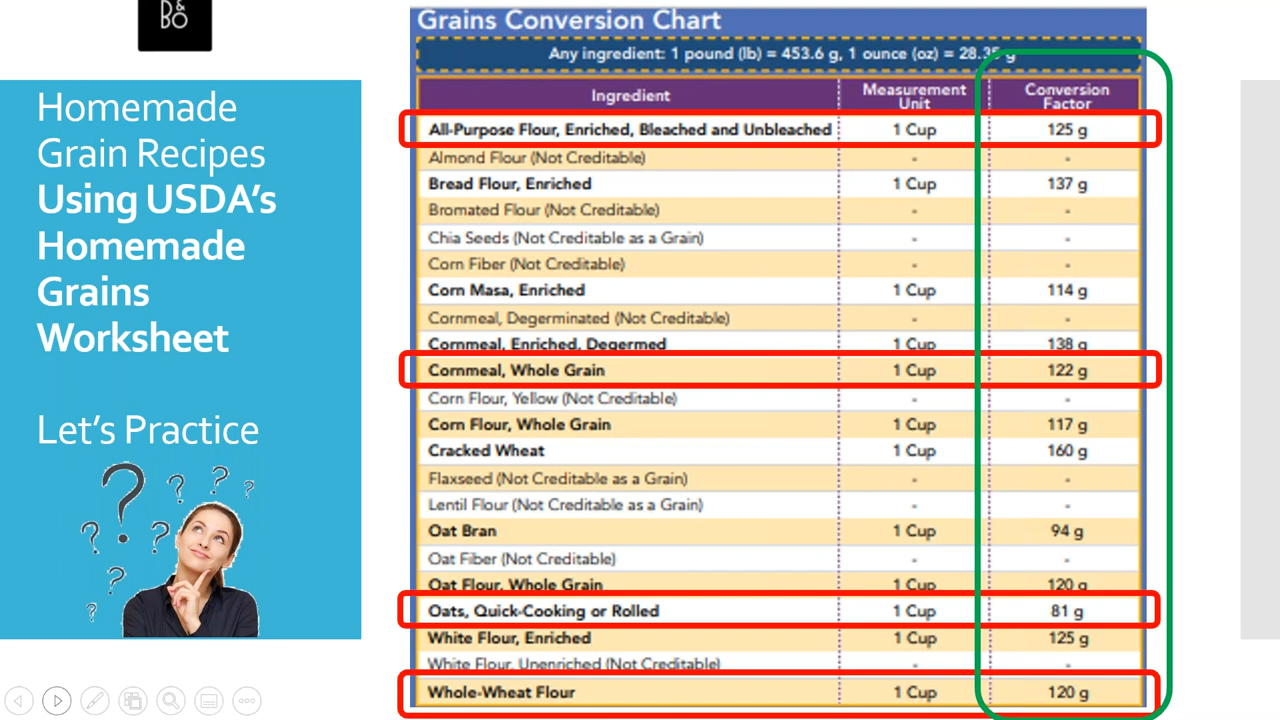 B&
BO
Homemade
Grain Recipes
Using USDA's
Homemade
Grains
Worksheet
Let's Practice
? ? ? ? ? ? ? ?
Grains Conversion Chart
Any ingredient: 1 pound (lb) = 453.6 g, 1 ounce (oz) = 28.35 g
Ingredient Measurement Unit Conversion Factor
All-Purpose Flour, Enriched, Bleached and Unbleached 1 Cup 125 g
Almond Flour (Not Creditable) - -
Bread Flour, Enriched 1 Cup 137 g
Bromated Flour (Not Creditable) - -
Chia Seeds (Not Creditable as a Grain) - -
Corn Fiber (Not Creditable) - -
Corn Masa, Enriched 1 Cup 114 g
Cornmeal, Degerminated (Not Creditable) - -
Cornmeal, Enriched, Degermed 1 Cup 138 g
Cornmeal, Whole Grain 1 Cup 122 g
Corn Flour, Yellow (Not Creditable) - -
Corn Flour, Whole Grain 1 Cup 117 g
Cracked Wheat 1 Cup 160 g
Flaxseed (Not Creditable as a Grain) - -
Lentil Flour (Not Creditable as a Grain) - -
Oat Bran 1 Cup 94 g
Oat Fiber (Not Creditable) - -
Oat Flour, Whole Grain 1 Cup 120 g
Oats, Quick-Cooking or Rolled 1 Cup 81 g
White Flour, Enriched 1 Cup 125 g
White Flour, Unenriched (Not Creditable) - -
Whole-Wheat Flour 1 Cup 120 g